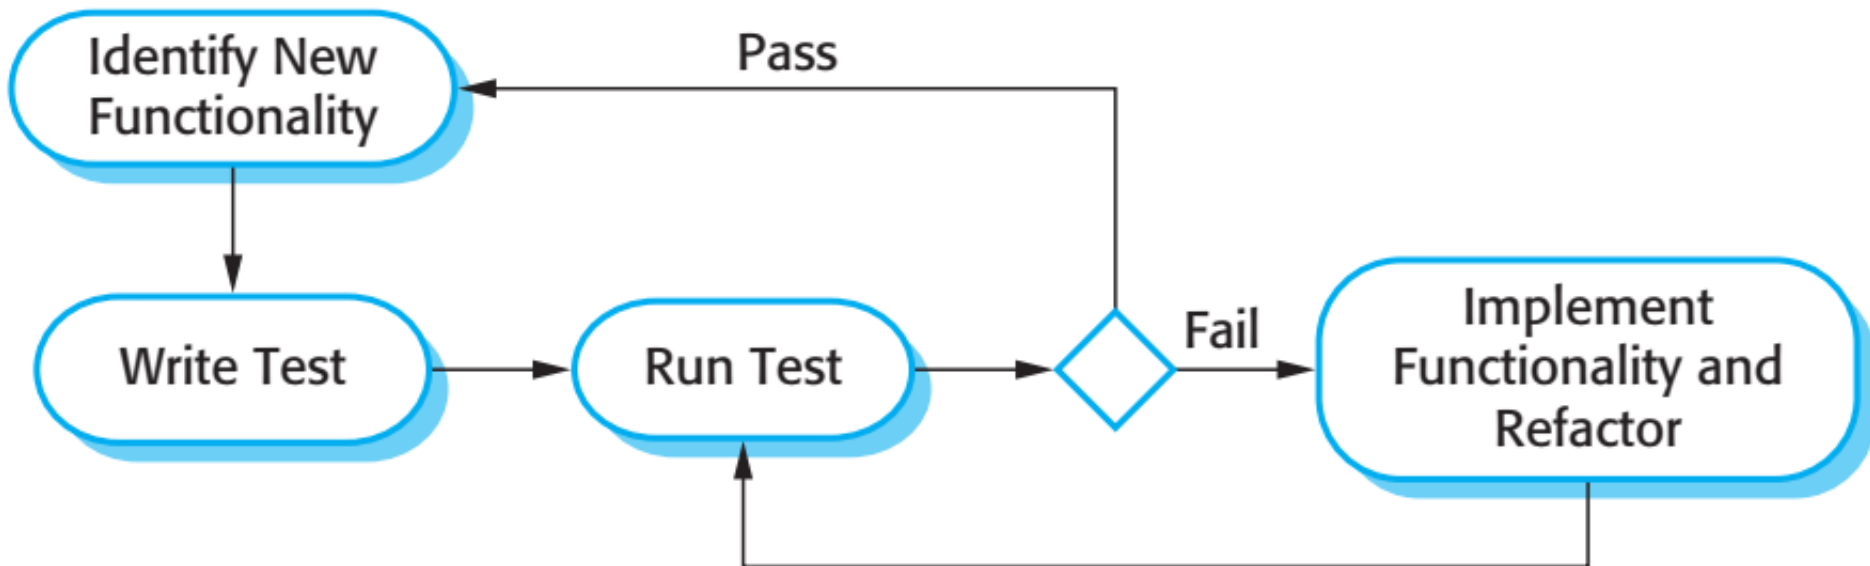 Identify New
Functionality
Pass
Write Test
Run Test
Fail
Implement
Functionality and
Refactor